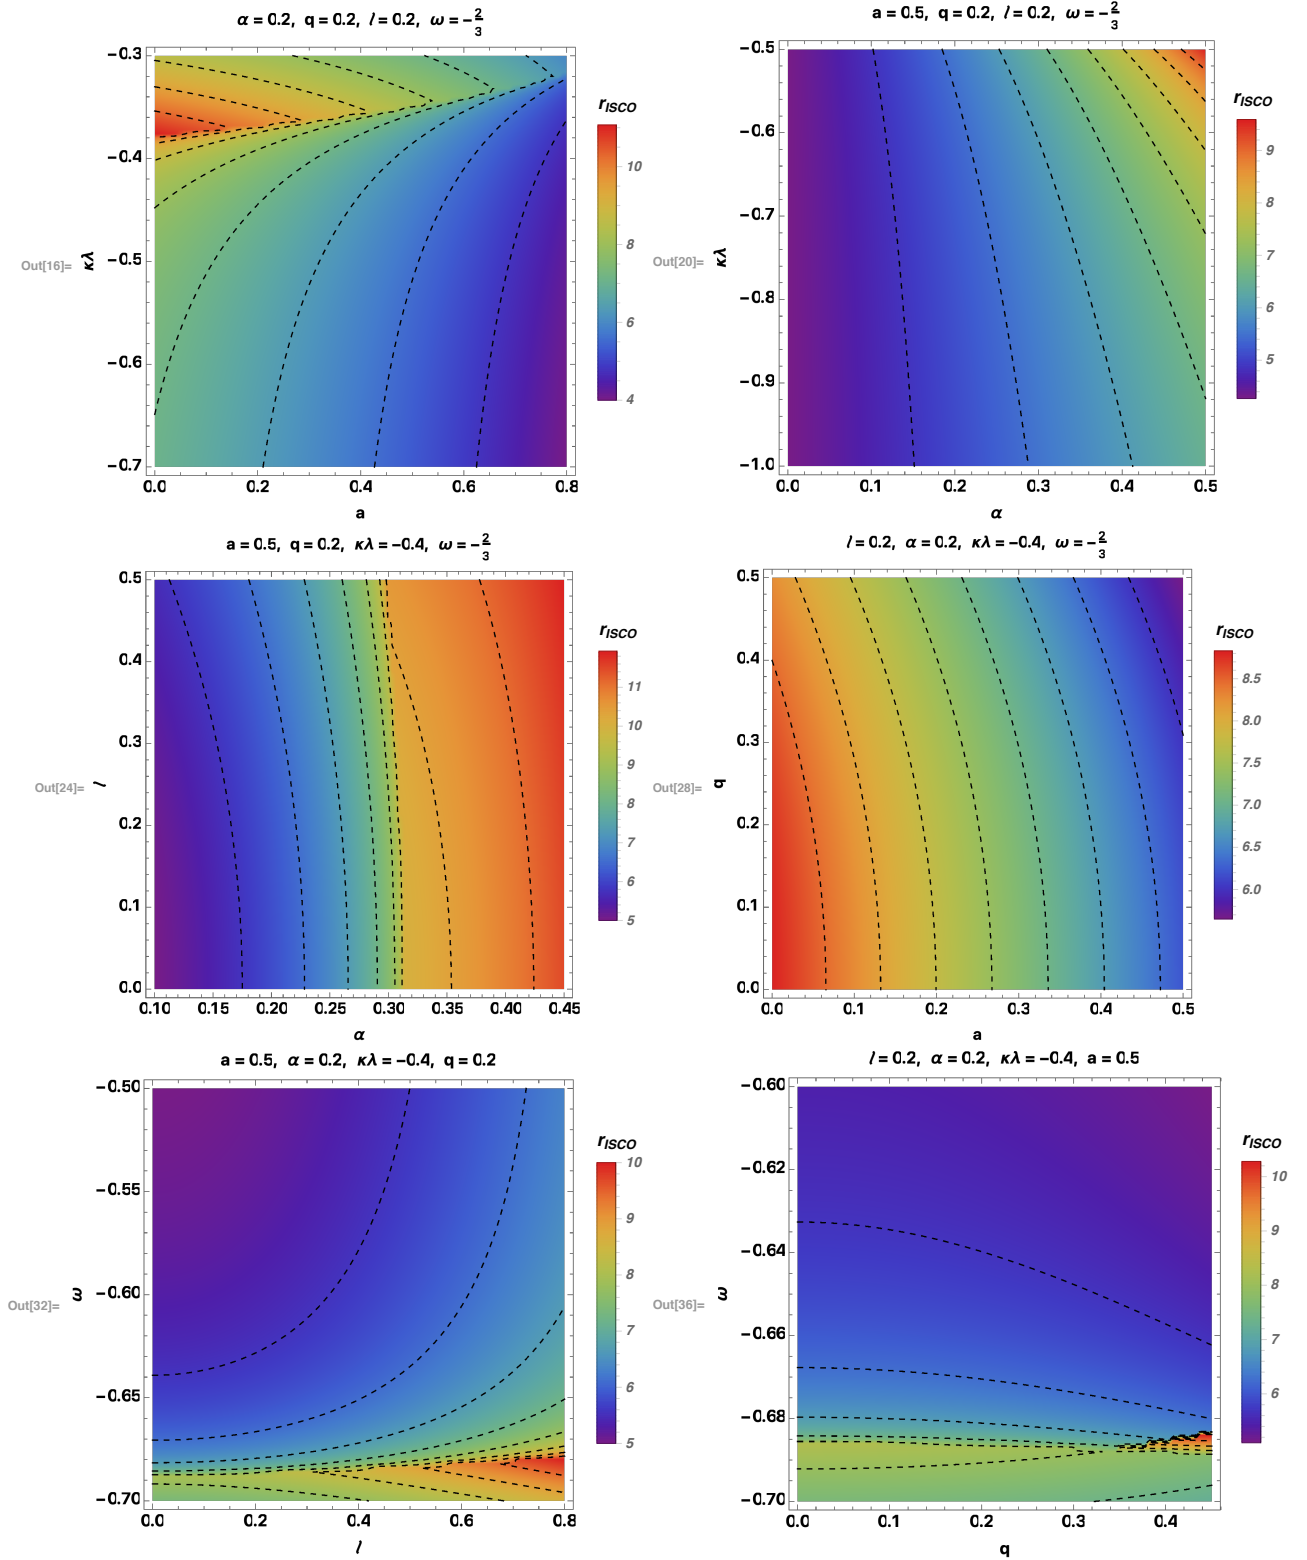 α = 0.2, q = 0.2, l = 0.2, ω = -2/3
-0.3
-0.4
-0.5
-0.6
-0.7
κλ
Out[16]=
0.0 0.2 0.4 0.6 0.8
a
rISCO
10
8
6
4
a = 0.5, q = 0.2, l = 0.2, ω = -2/3
-0.5
-0.6
-0.7
-0.8
-0.9
-1.0
κλ
Out[20]=
0.0 0.1 0.2 0.3 0.4 0.5
α
rISCO
9
8
7
6
5
a = 0.5, q = 0.2, κλ = -0.4, ω = -2/3
0.5
0.4
0.3
0.2
0.1
0.0
l
Out[24]=
0.10 0.15 0.20 0.25 0.30 0.35 0.40 0.45
α
rISCO
11
10
9
8
7
6
5
l = 0.2, α = 0.2, κλ = -0.4, ω = -2/3
0.5
0.4
0.3
0.2
0.1
0.0
q
Out[28]=
0.0 0.1 0.2 0.3 0.4 0.5
a
rISCO
8.5
8.0
7.5
7.0
6.5
6.0
a = 0.5, α = 0.2, κλ = -0.4, q = 0.2
-0.50
-0.55
-0.60
-0.65
-0.70
ω
Out[32]=
0.0 0.2 0.4 0.6 0.8
l
rISCO
10
9
8
7
6
5
l = 0.2, α = 0.2, κλ = -0.4, a = 0.5
-0.60
-0.62
-0.64
-0.66
-0.68
-0.70
ω
Out[36]=
0.0 0.1 0.2 0.3 0.4
q
rISCO
10
9
8
7
6